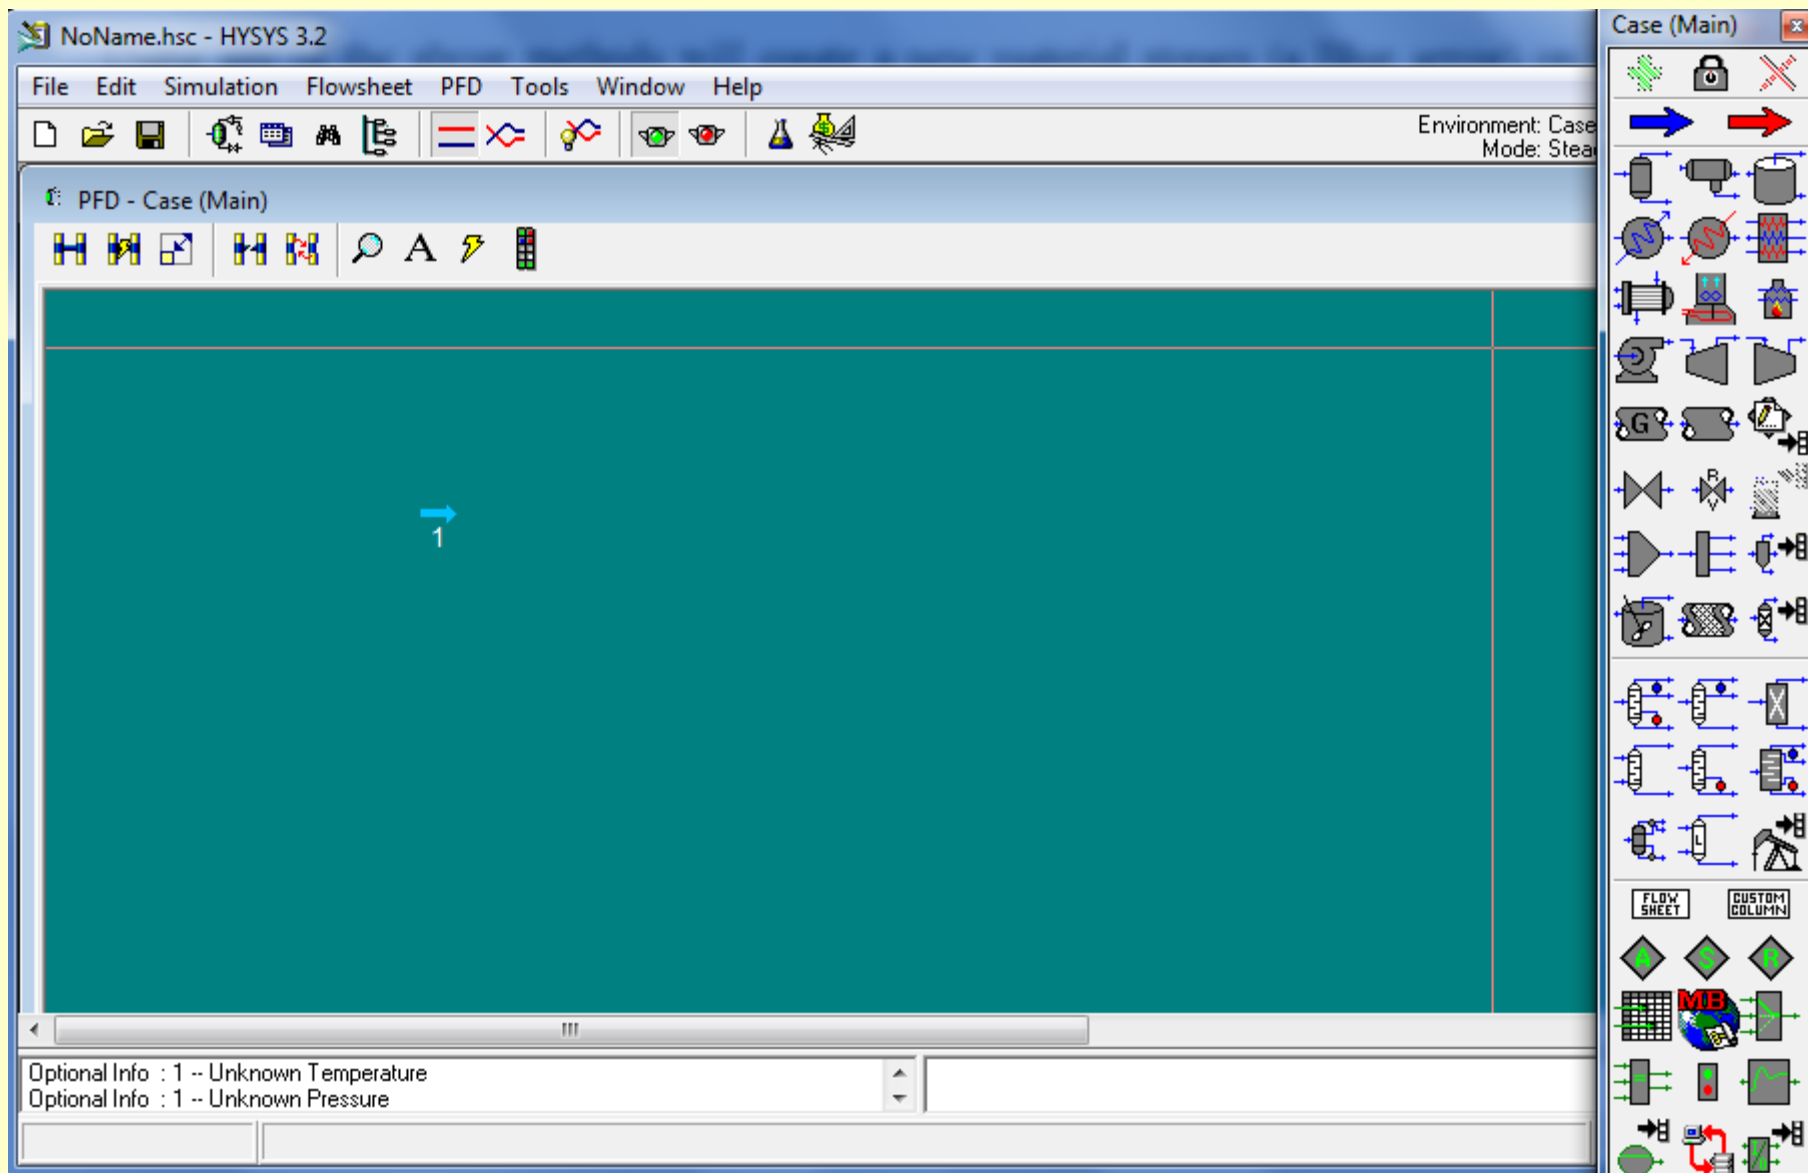 NoName.hsc - HYSYS 3.2
Case (Main)
File Edit Simulation Flowsheet PFD Tools Window Help
Environment: Case
Mode: Stea
PFD - Case (Main)
A
1
G
R
V
L
FLOW
SHEET
CUSTOM
COLUMN
A S R
MB
Optional Info : 1 -- Unknown Temperature
Optional Info : 1 -- Unknown Pressure